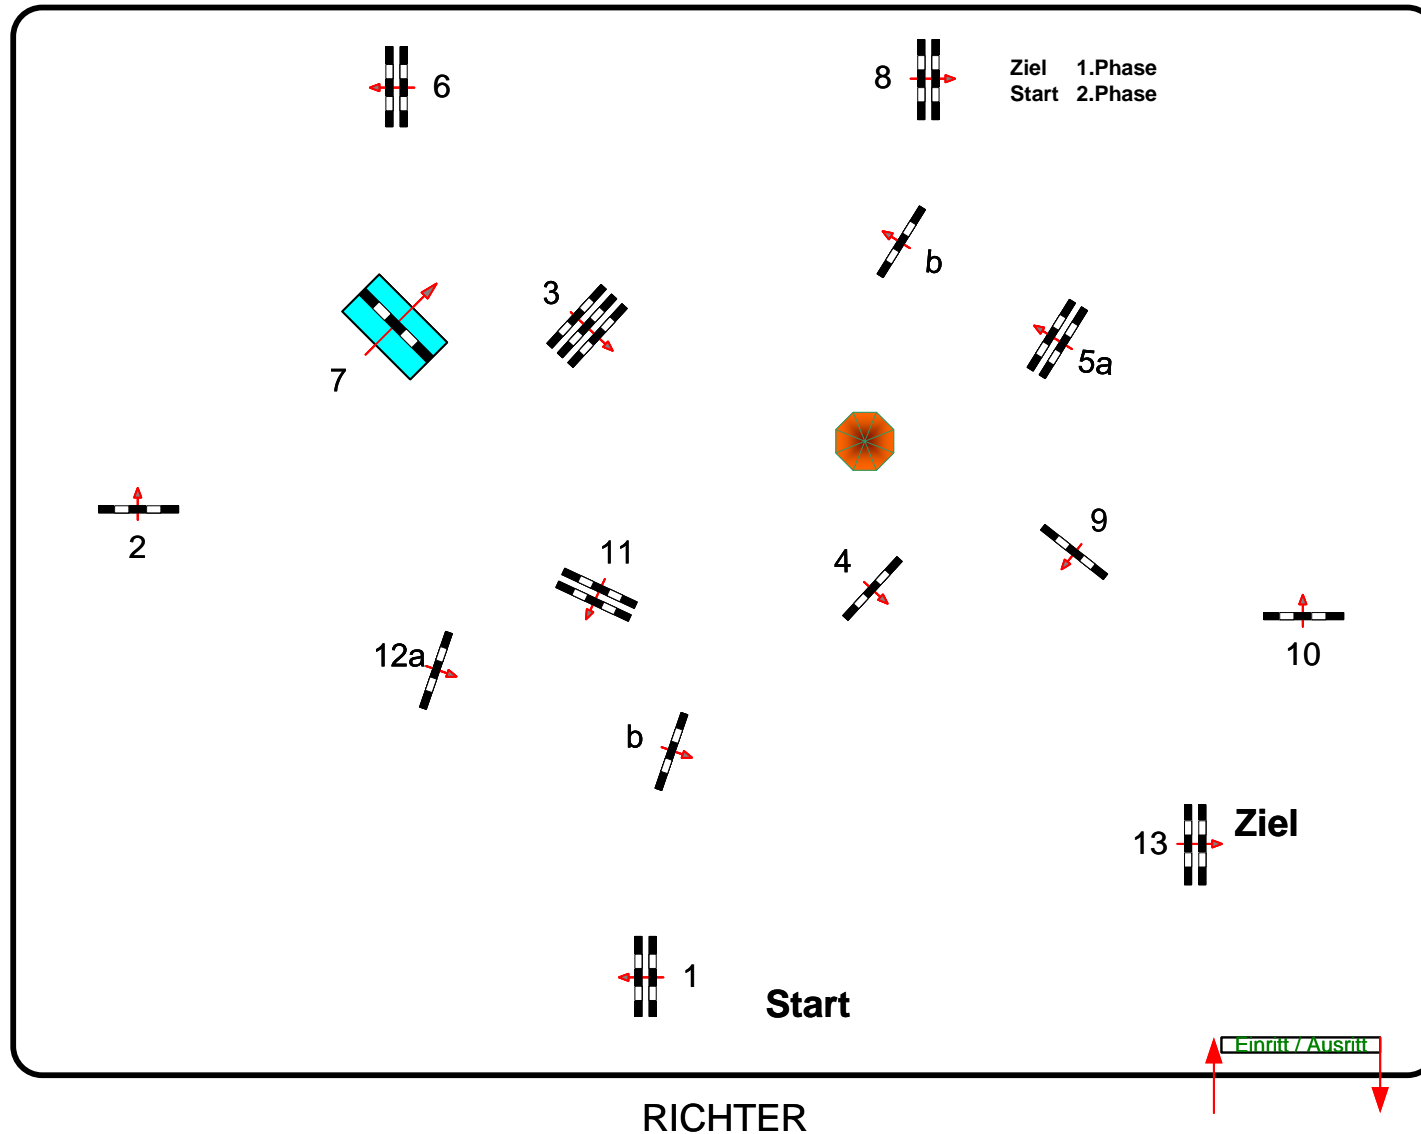 6
8
Ziel 1.Phase
Start 2.Phase
b
3
5a
7
9
2
11
4
12a
10
b
Ziel
13
1
Start
Einritt / Ausritt
RICHTER